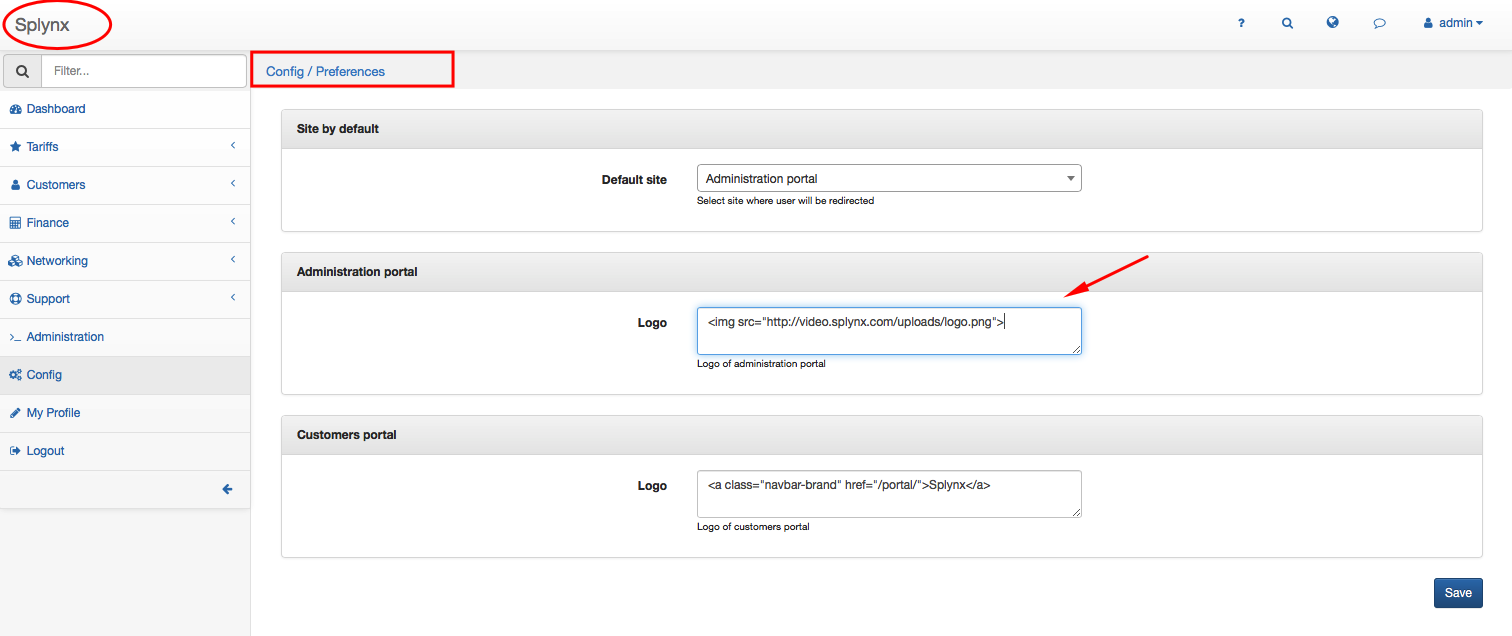 Splynx
? admin
Filter...
Config / Preferences
Dashboard
Tariffs
Customers
Finance
Networking
Support
Administration
Config
My Profile
Logout
Site by default
Default site
Administration portal
Select site where user will be redirected
Administration portal
Logo
<img src="http://video.splynx.com/uploads/logo.png">
Logo of administration portal
Customers portal
Logo
<a class="navbar-brand" href="/portal/">Splynx</a>
Logo of customers portal
Save